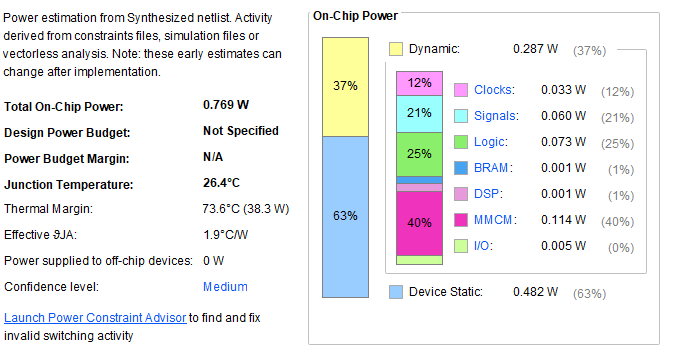 Power estimation from Synthesized netlist. Activity
derived from constraints files, simulation files or
vectorless analysis. Note: these early estimates can
change after implementation.
Total On-Chip Power: 0.769 W
Design Power Budget: Not Specified
Power Budget Margin: N/A
Junction Temperature: 26.4°C
Thermal Margin: 73.6°C (38.3 W)
Effective ϑJA: 1.9°C/W
Power supplied to off-chip devices: 0 W
Confidence level: Medium
Launch Power Constraint Advisor to find and fix
invalid switching activity
On-Chip Power
37%
63%
Dynamic: 0.287 W (37%)
12%
21%
25%
40%
Clocks: 0.033 W (12%)
Signals: 0.060 W (21%)
Logic: 0.073 W (25%)
BRAM: 0.001 W (1%)
DSP: 0.001 W (1%)
MMCM: 0.114 W (40%)
I/O: 0.005 W (0%)
Device Static: 0.482 W (63%)